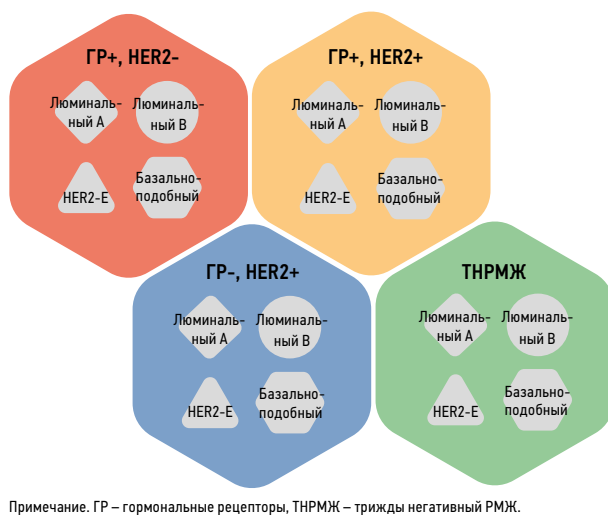 ГР+, HER2-
Люминаль-
ный А
Люминаль-
ный В
HER2-E
Базально-
подобный
ГР+, HER2+
Люминаль-
ный А
Люминаль-
ный В
HER2-E
Базально-
подобный
ГР-, HER2+
Люминаль-
ный А
Люминаль-
ный В
HER2-E
Базально-
подобный
ТНРМЖ
Люминаль-
ный А
Люминаль-
ный В
HER2-E
Базально-
подобный
Примечание. ГР – гормональные рецепторы, ТНРМЖ – трижды негативный РМЖ.